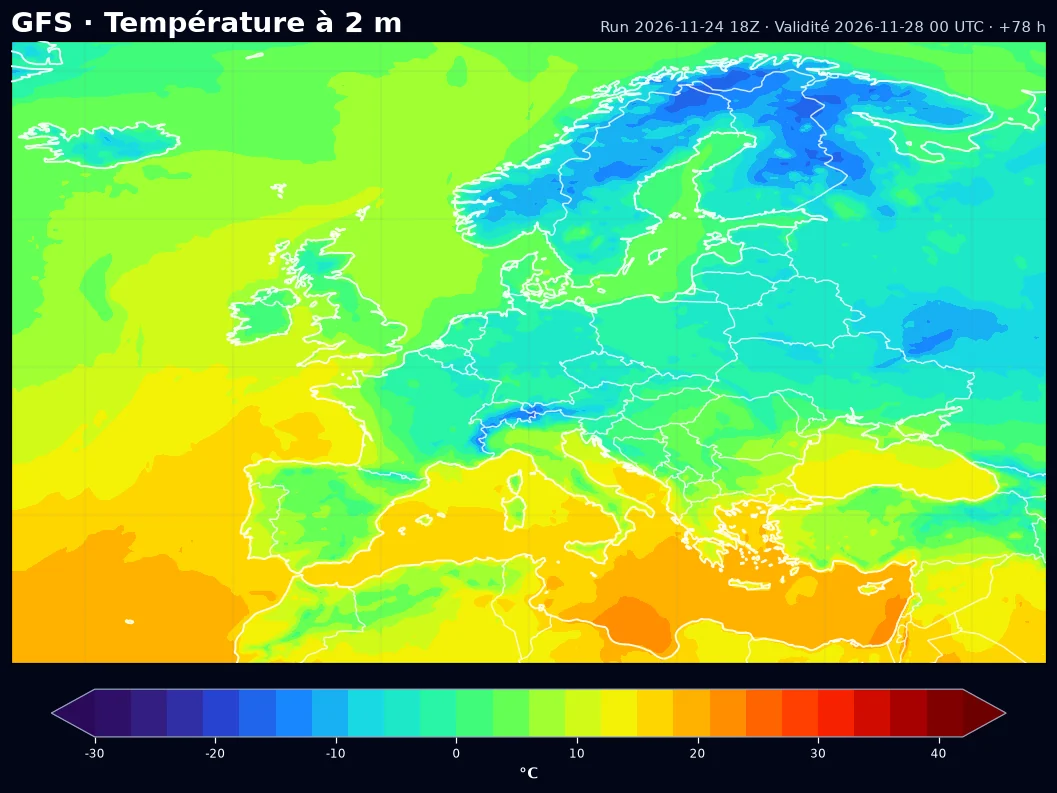 GFS · Température à 2 m
Run 2026-11-24 18Z · Validité 2026-11-28 00 UTC · +78 h
-30 -20 -10 0 10 20 30 40
°C